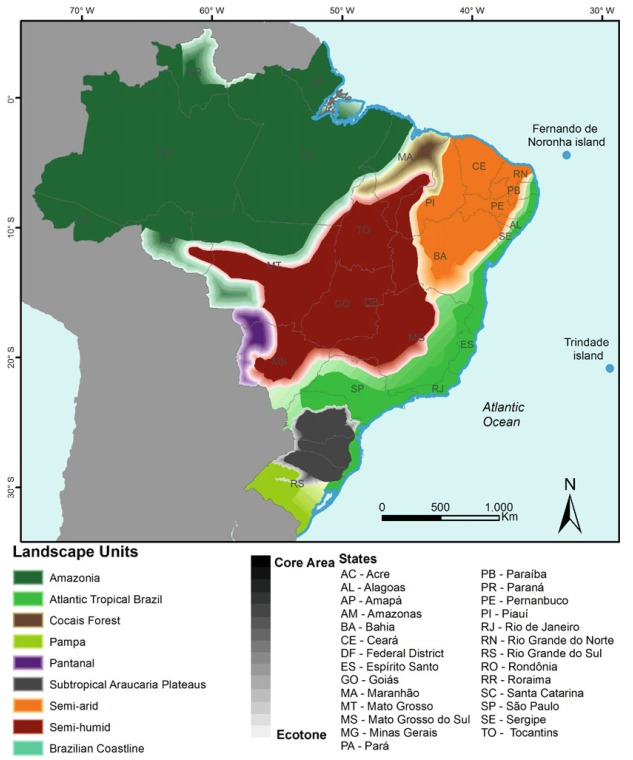 70° W 60° W 50° W 40° W 30° W
0°
10° S
20° S
30° S
Fernando de
Noronha island
Trindade
island
Atlantic
Ocean
MA
CE
RN
PB
PI
PE
AL
SE
TO
BA
MT
GO
MG
ES
SP
RJ
RS
N
0 500 1.000
Km
Landscape Units
Amazonia
Atlantic Tropical Brazil
Cocais Forest
Pampa
Pantanal
Subtropical Araucaria Plateaus
Semi-arid
Semi-humid
Brazilian Coastline
Core Area
Ecotone
States
AC - Acre
AL - Alagoas
AP - Amapá
AM - Amazonas
BA - Bahia
CE - Ceará
DF - Federal District
ES - Espírito Santo
GO - Goiás
MA - Maranhão
MT - Mato Grosso
MS - Mato Grosso do Sul
MG - Minas Gerais
PA - Pará
PB - Paraíba
PR - Paraná
PE - Pernanbuco
PI - Piauí
RJ - Rio de Janeiro
RN - Rio Grande do Norte
RS - Rio Grande do Sul
RO - Rondônia
RR - Roraima
SC - Santa Catarina
SP - São Paulo
SE - Sergipe
TO - Tocantins